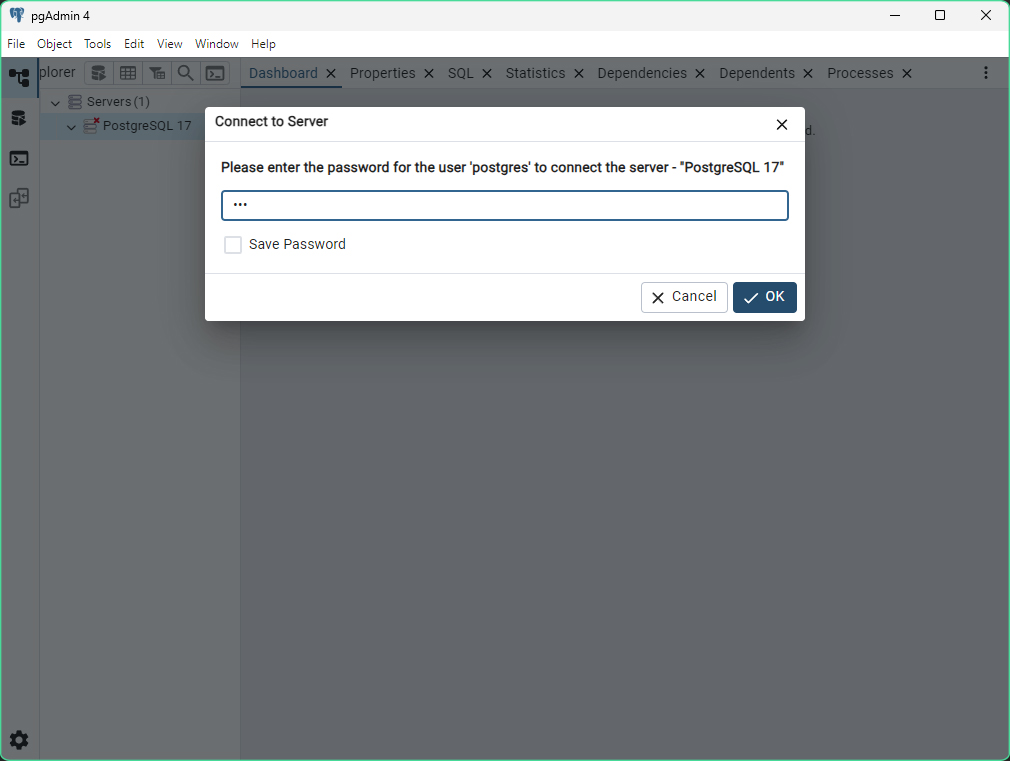 pgAdmin 4
File Object Tools Edit View Window Help
plorer
Dashboard Properties SQL Statistics Dependencies Dependents Processes
Servers (1)
PostgreSQL 17
d.
Connect to Server
Please enter the password for the user 'postgres' to connect the server - "PostgreSQL 17"
•••
Save Password
Cancel OK